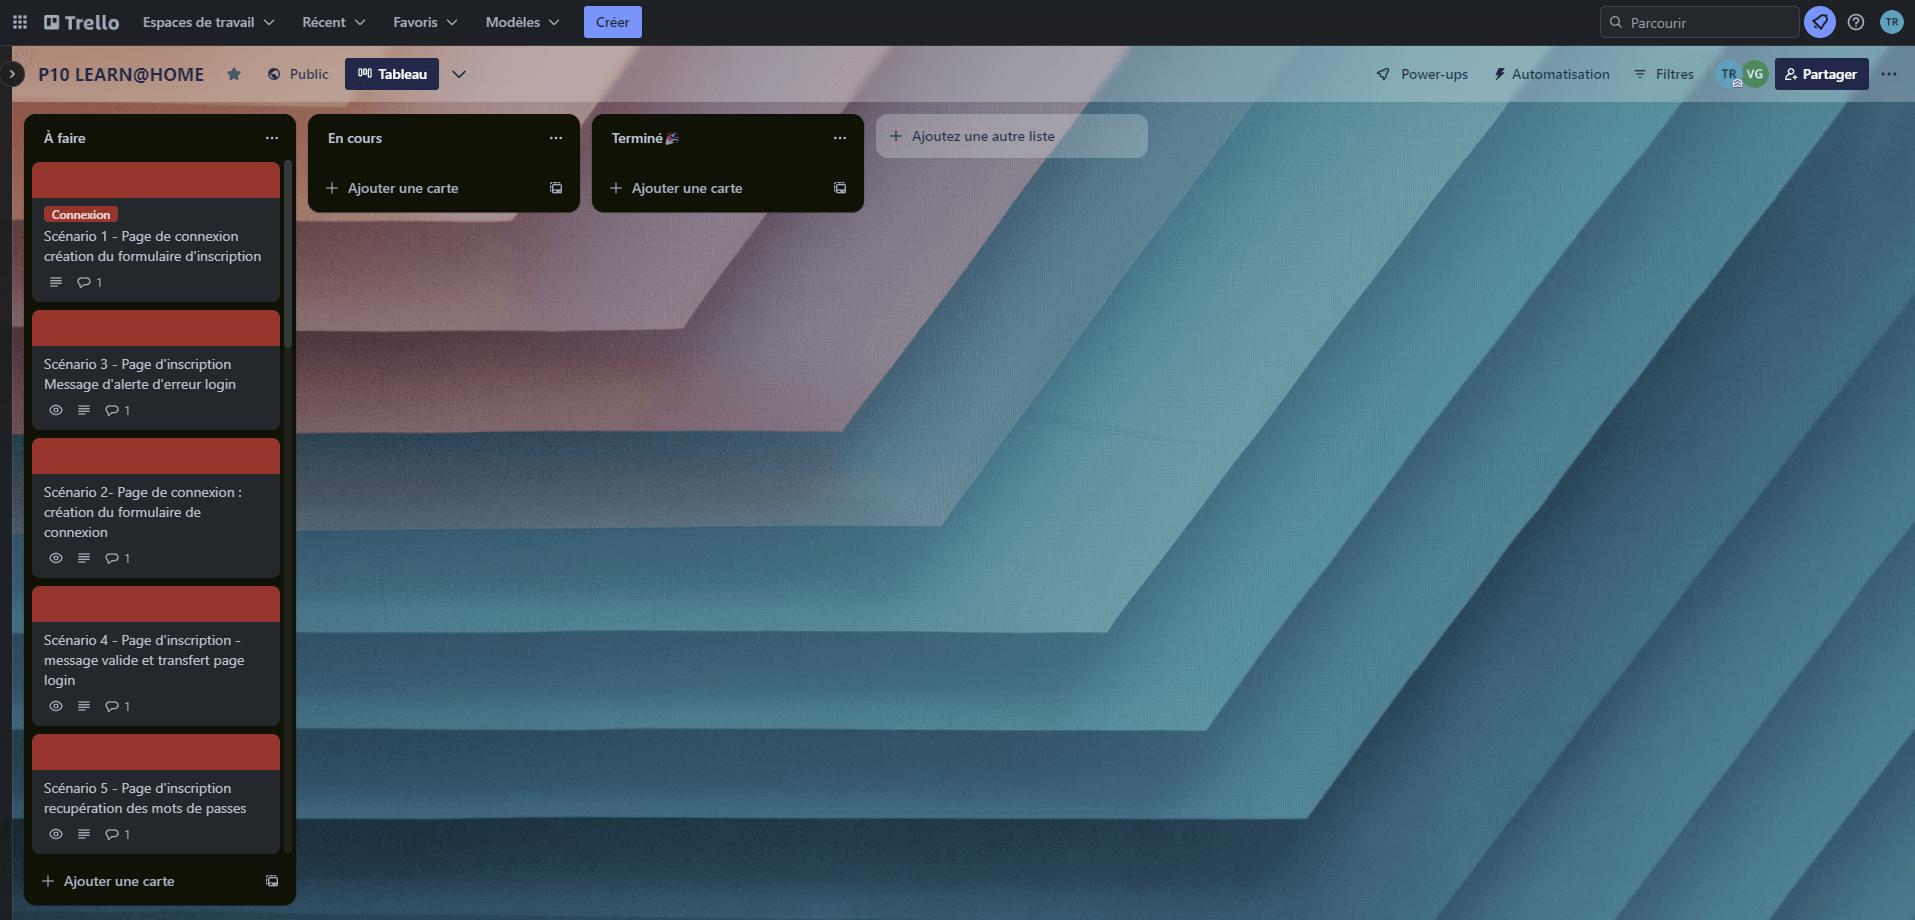 Trello
Espaces de travail
Récent
Favoris
Modèles
Créer
Parcourir
TR
P10 LEARN@HOME
Public
Tableau
Power-ups
Automatisation
Filtres
TR
VG
Partager
À faire
Connexion
Scénario 1 - Page de connexion
création du formulaire d'inscription
1
Scénario 3 - Page d'inscription
Message d'alerte d'erreur login
1
Scénario 2- Page de connexion :
création du formulaire de
connexion
1
Scénario 4 - Page d'inscription -
message valide et transfert page
login
1
Scénario 5 - Page d'inscription
recupération des mots de passes
1
Ajouter une carte
En cours
Ajouter une carte
Terminé🎉
Ajouter une carte
Ajoutez une autre liste